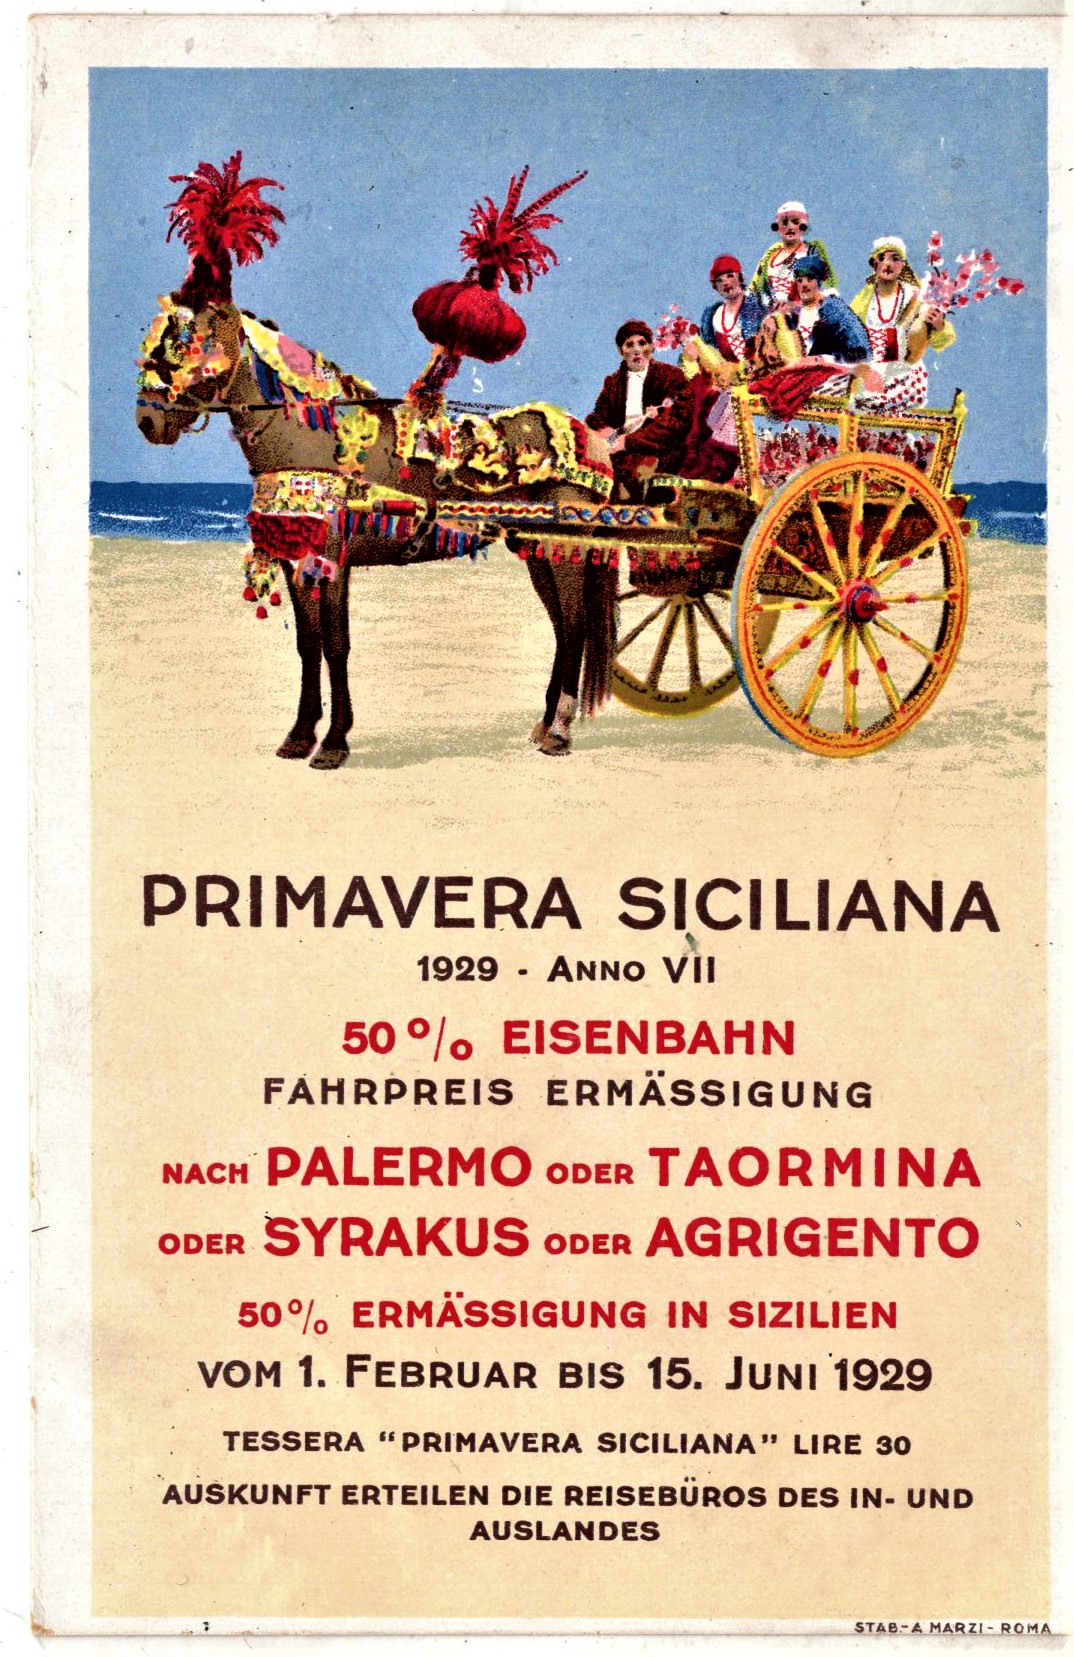 PRIMAVERA SICILIANA
1929 - ANNO VII
50% EISENBAHN
FAHRPREIS ERMÄSSIGUNG
NACH PALERMO ODER TAORMINA
ODER SYRAKUS ODER AGRIGENTO
50% ERMÄSSIGUNG IN SIZILIEN
VOM 1. FEBRUAR BIS 15. JUNI 1929
TESSERA “PRIMAVERA SICILIANA” LIRE 30
AUSKUNFT ERTEILEN DIE REISEBÜROS DES IN- UND
AUSLANDES
STAB.-A MARZI - ROMA